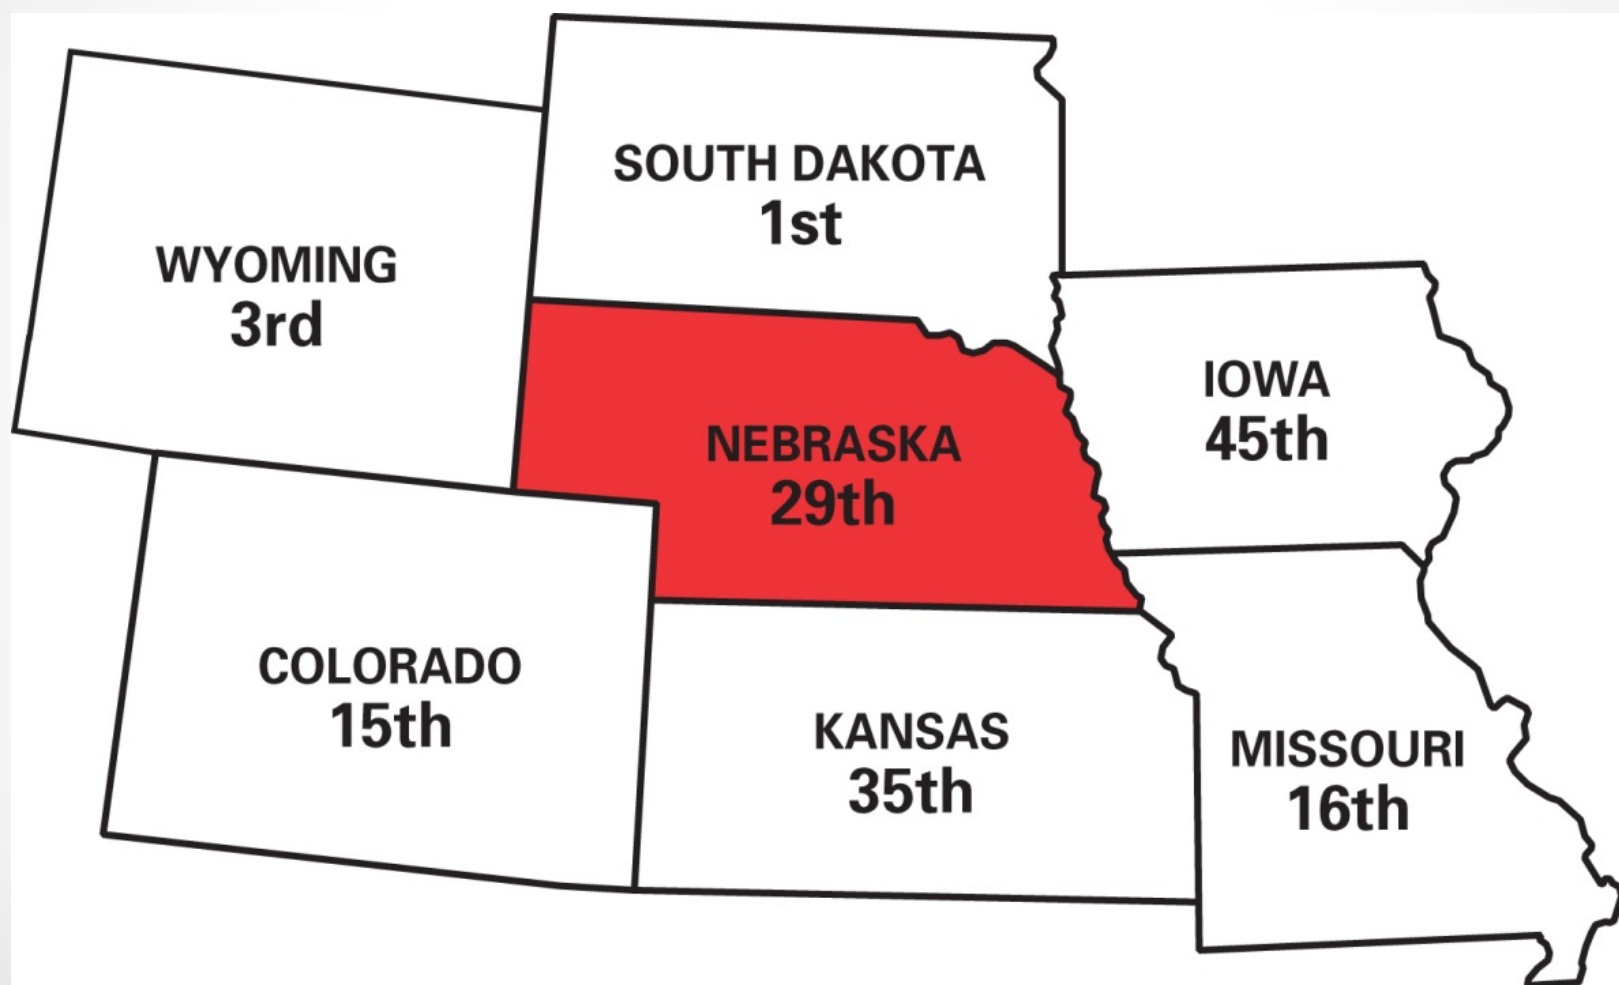 SOUTH DAKOTA
1st
WYOMING
3rd
IOWA
45th
NEBRASKA
29th
COLORADO
15th
KANSAS
35th
MISSOURI
16th